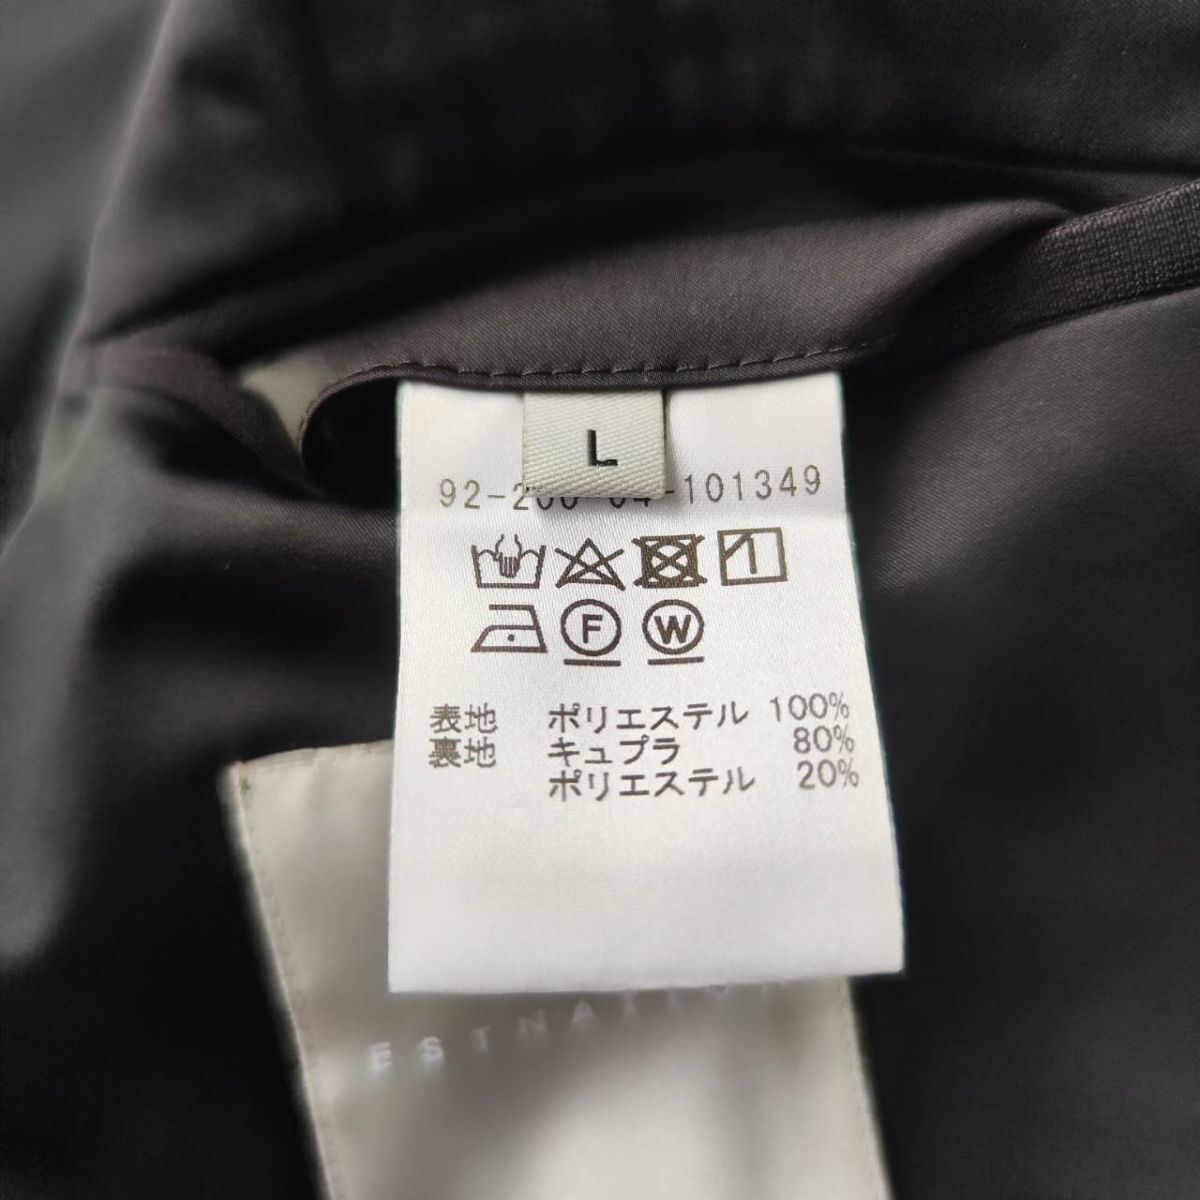 L
92-200-04-101349
F W
表地 ポリエステル 100%
裏地 キュプラ 80%
ポリエステル 20%